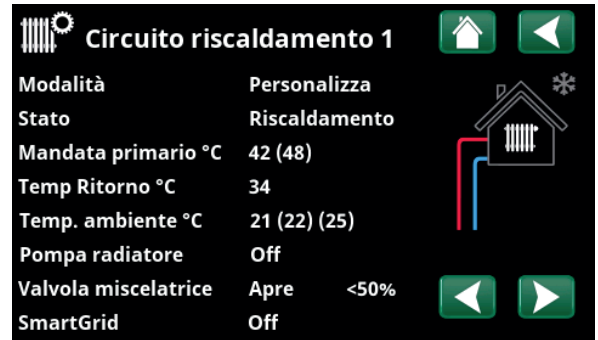 Circuito riscaldamento 1
Modalità Personalizza
Stato Riscaldamento
Mandata primario °C 42 (48)
Temp Ritorno °C 34
Temp. ambiente °C 21 (22) (25)
Pompa radiatore Off
Valvola miscelatrice Apre <50%
SmartGrid Off